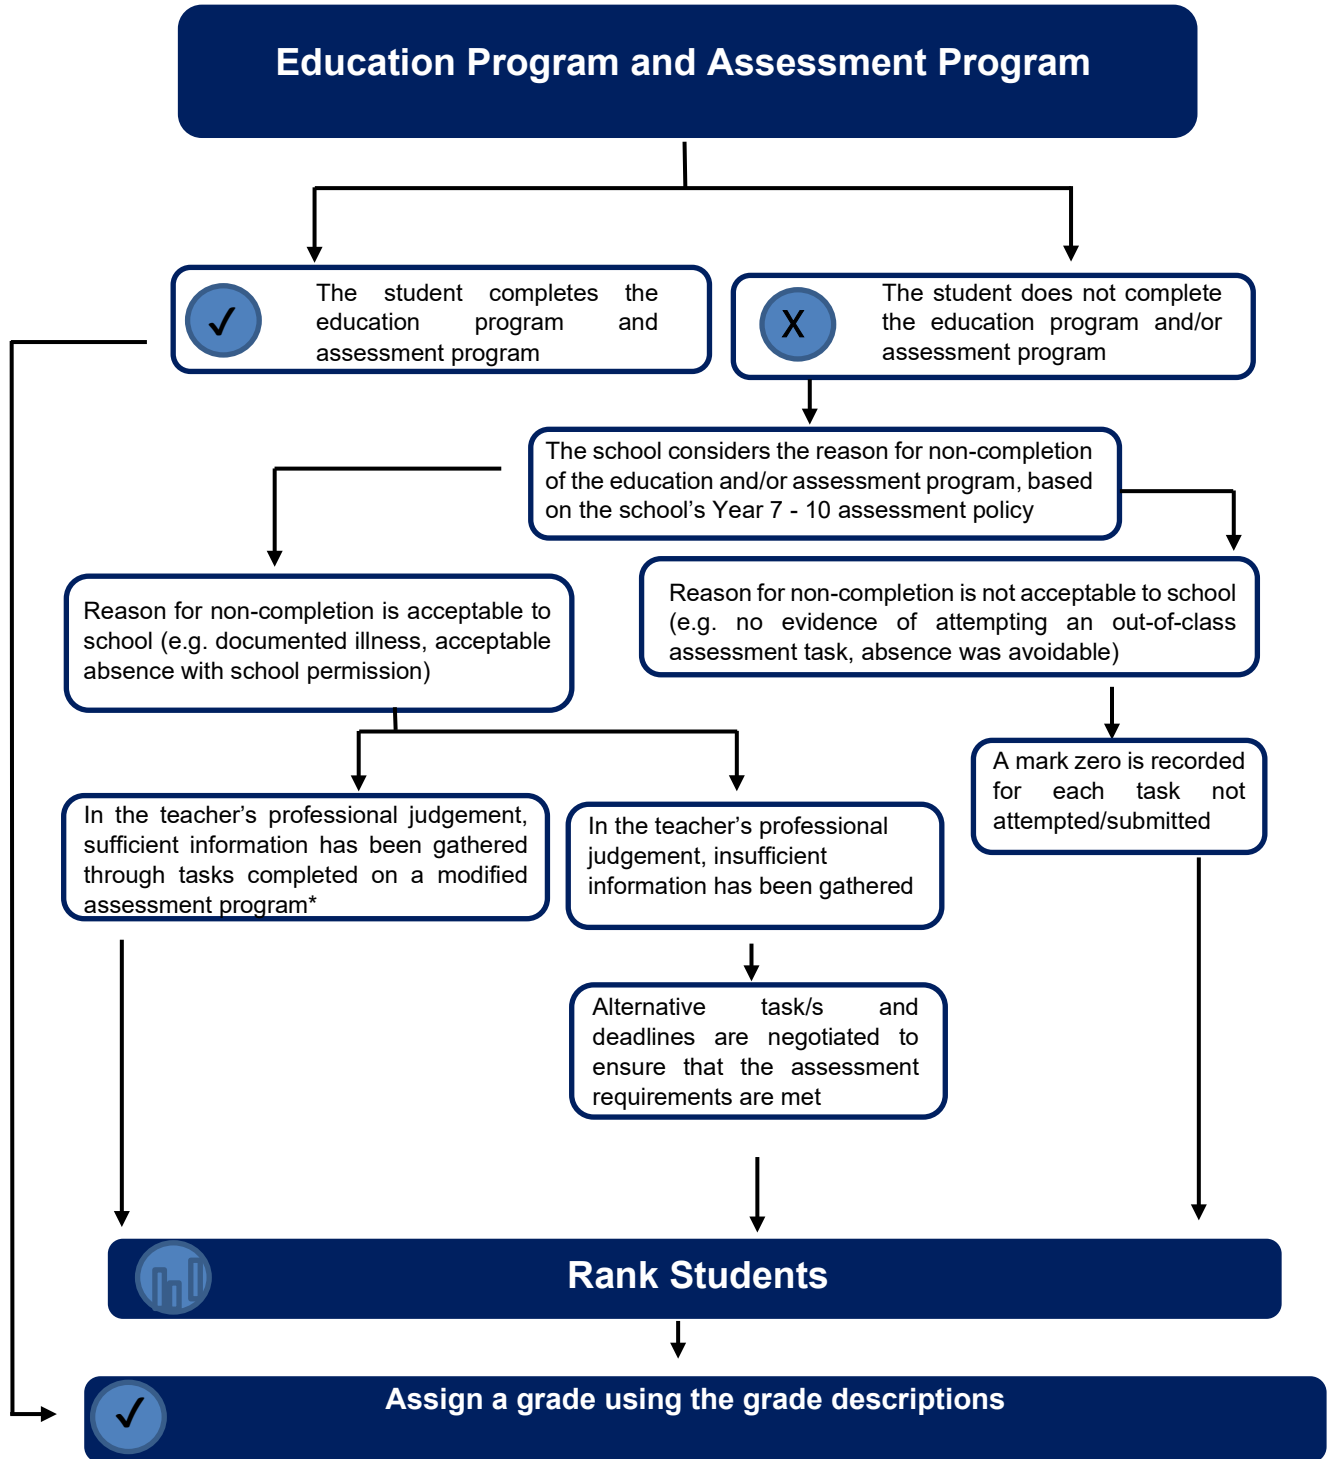 Education Program and Assessment Program
✓
The student completes the
education program and
assessment program
X
The student does not complete
the education program and/or
assessment program
The school considers the reason for non-completion
of the education and/or assessment program, based
on the school’s Year 7 - 10 assessment policy
Reason for non-completion is acceptable to
school (e.g. documented illness, acceptable
absence with school permission)
Reason for non-completion is not acceptable to school
(e.g. no evidence of attempting an out-of-class
assessment task, absence was avoidable)
In the teacher’s professional judgement,
sufficient information has been gathered
through tasks completed on a modified
assessment program*
In the teacher’s professional
judgement, insufficient
information has been gathered
A mark zero is recorded
for each task not
attempted/submitted
Alternative task/s and
deadlines are negotiated to
ensure that the assessment
requirements are met
Rank Students
✓
Assign a grade using the grade descriptions